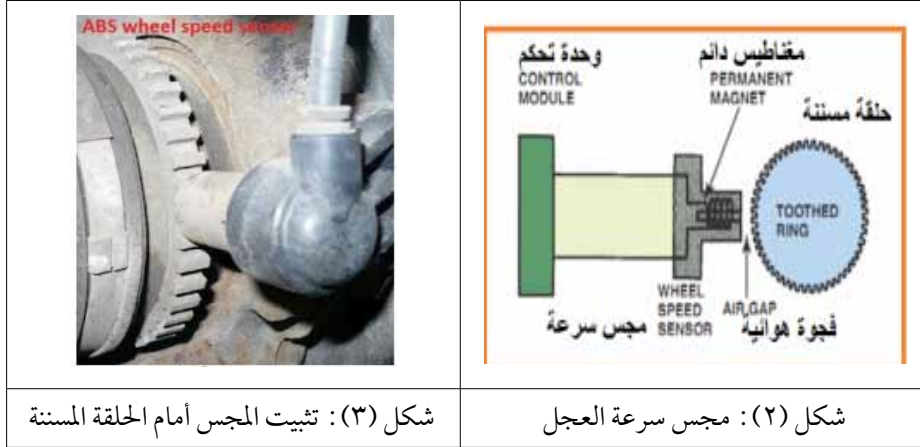 ABS wheel speed sensor
وحدة تحكم
CONTROL
MODULE
مغناطيس دائم
PERMANENT
MAGNET
حلقة مسننة
TOOTHED
RING
WHEEL
SPEED
SENSOR
مجس سرعة
AIR GAP
فجوة هوائية
شكل (٢): مجس سرعة العجل
شكل (٣): تثبيت المجس أمام الحلقة المسننة